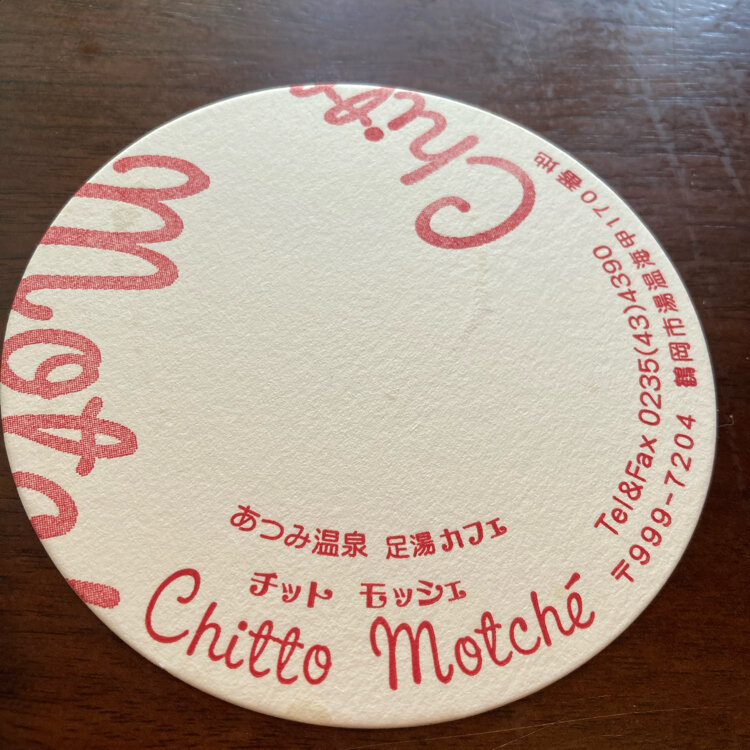 Chitto
Motché
あつみ温泉 足湯カフェ
チット モッシェ
Chitto Motché
Tel&Fax 0235(43)4390
〒999-7204 鶴岡市湯温海甲170番地